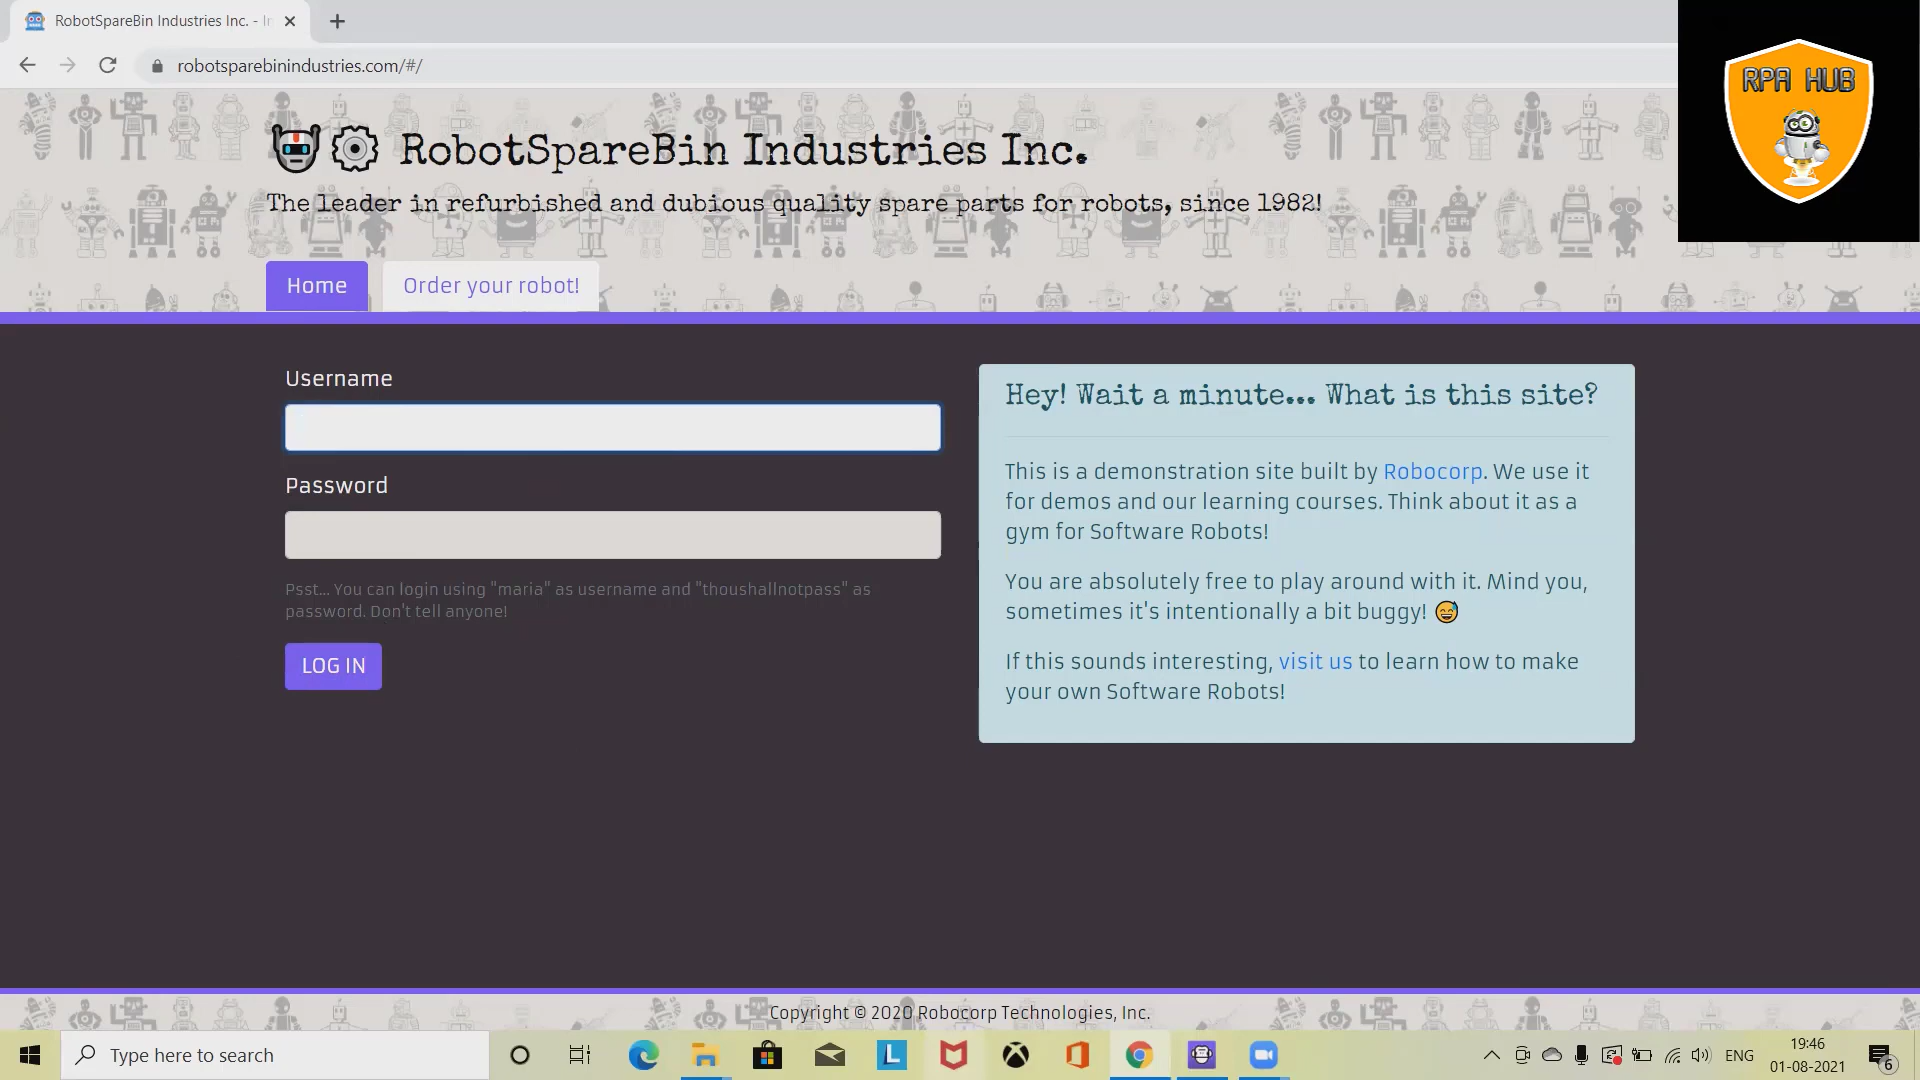 RobotSpareBin Industries Inc. - In
robotsparebinindustries.com/#/
RPA HUB
RobotSpareBin Industries Inc.
The leader in refurbished and dubious quality spare parts for robots, since 1982!
Home
Order your robot!
Username
Password
Psst... You can login using "maria" as username and "thoushallnotpass" as
password. Don't tell anyone!
LOG IN
Hey! Wait a minute... What is this site?
This is a demonstration site built by Robocorp. We use it
for demos and our learning courses. Think about it as a
gym for Software Robots!
You are absolutely free to play around with it. Mind you,
sometimes it's intentionally a bit buggy! 😅
If this sounds interesting, visit us to learn how to make
your own Software Robots!
Copyright © 2020 Robocorp Technologies, Inc.
Type here to search
L
ENG
19:46
01-08-2021
6